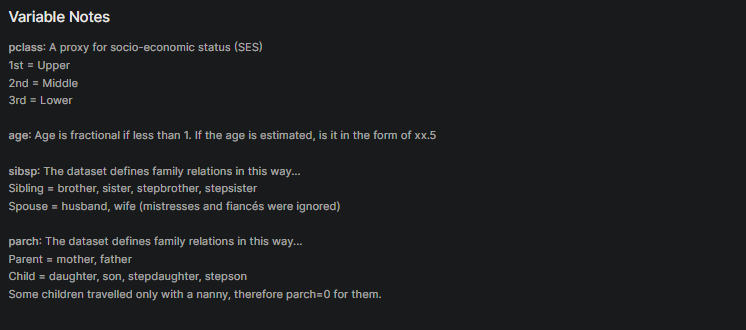 Variable Notes
pclass: A proxy for socio-economic status (SES)
1st = Upper
2nd = Middle
3rd = Lower
age: Age is fractional if less than 1. If the age is estimated, is it in the form of xx.5
sibsp: The dataset defines family relations in this way...
Sibling = brother, sister, stepbrother, stepsister
Spouse = husband, wife (mistresses and fiancés were ignored)
parch: The dataset defines family relations in this way...
Parent = mother, father
Child = daughter, son, stepdaughter, stepson
Some children travelled only with a nanny, therefore parch=0 for them.